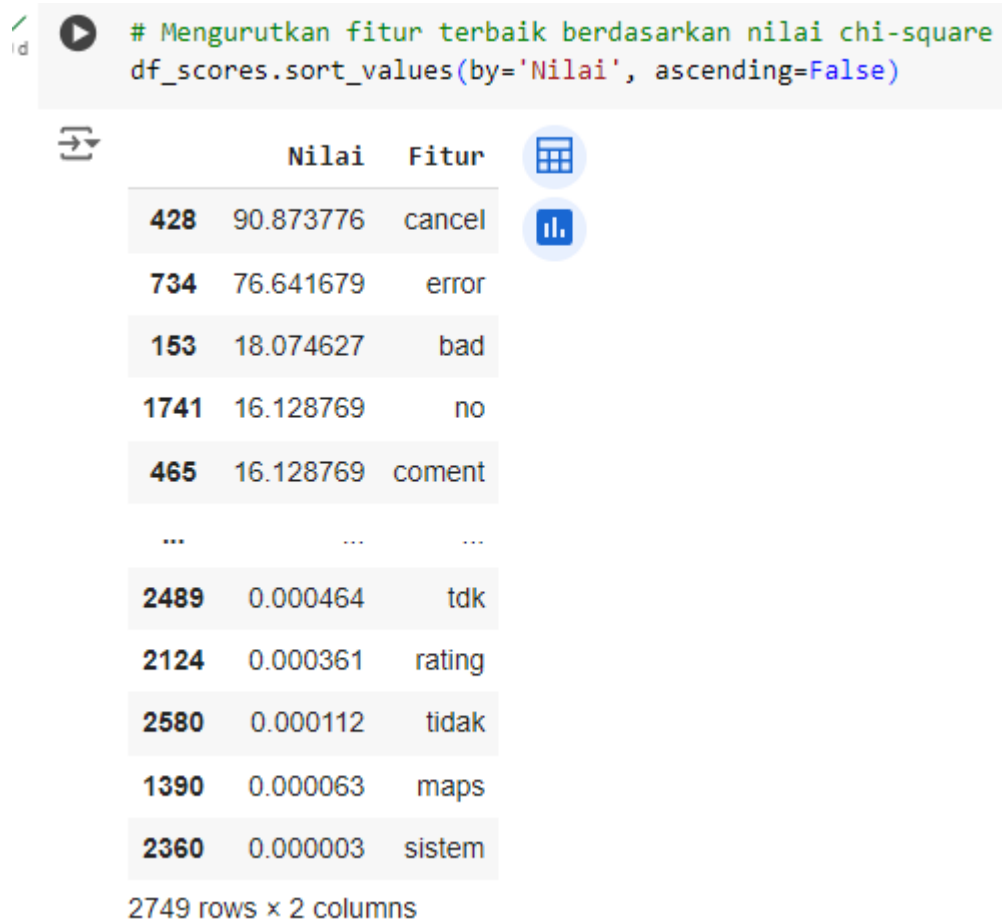 # Mengurutkan fitur terbaik berdasarkan nilai chi-square
df_scores.sort_values(by='Nilai', ascending=False)
Nilai Fitur
428 90.873776 cancel
734 76.641679 error
153 18.074627 bad
1741 16.128769 no
465 16.128769 coment
... ... ...
2489 0.000464 tdk
2124 0.000361 rating
2580 0.000112 tidak
1390 0.000063 maps
2360 0.000003 sistem
2749 rows × 2 columns